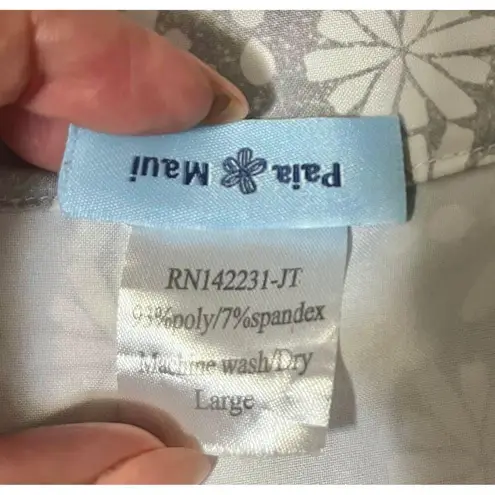 Paia Maui
RN142231-JT
93%poly/7%spandex
Machine wash/Dry
Large